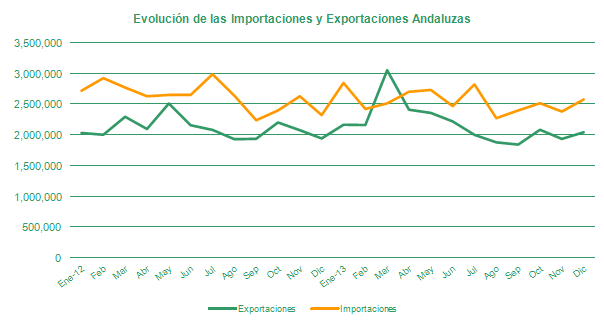 Evolución de las Importaciones y Exportaciones Andaluzas
3,500,000
3,000,000
2,500,000
2,000,000
1,500,000
1,000,000
500,000
0
Ene-12 Feb Mar Abr May Jun Jul Ago Sep Oct Nov Dic Ene-13 Feb Mar Abr May Jun Jul Ago Sep Oct Nov Dic
Exportaciones Importaciones